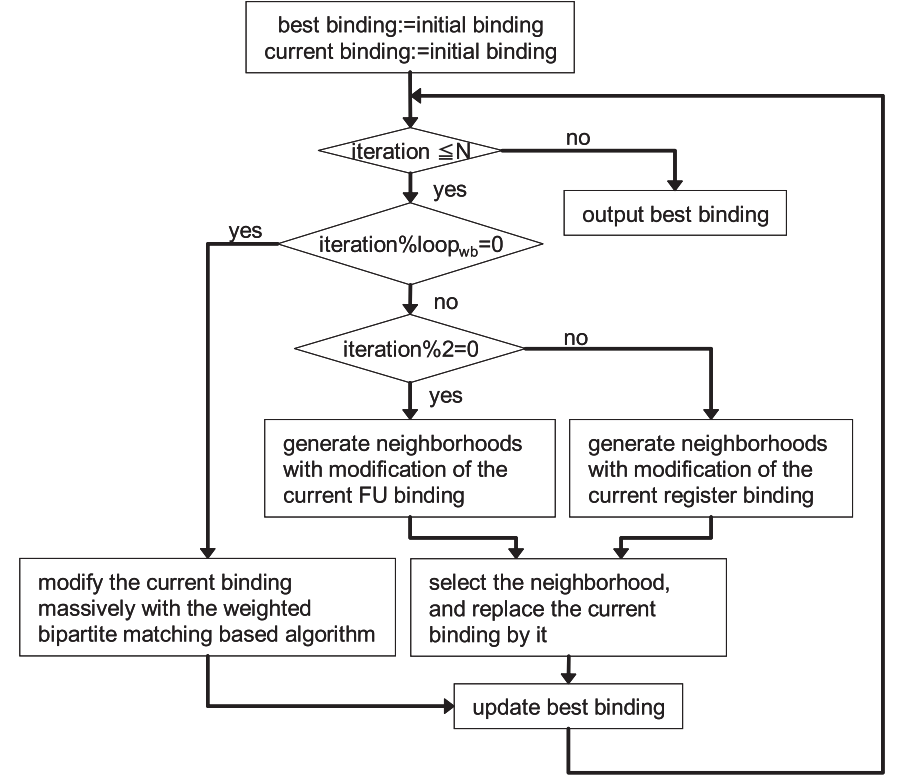 best binding:=initial binding
current binding:=initial binding
iteration ≦N
no
yes
output best binding
yes
iteration%loopwb=0
no
iteration%2=0
no
yes
generate neighborhoods
with modification of the
current FU binding
generate neighborhoods
with modification of the
current register binding
modify the current binding
massively with the weighted
bipartite matching based algorithm
select the neighborhood,
and replace the current
binding by it
update best binding